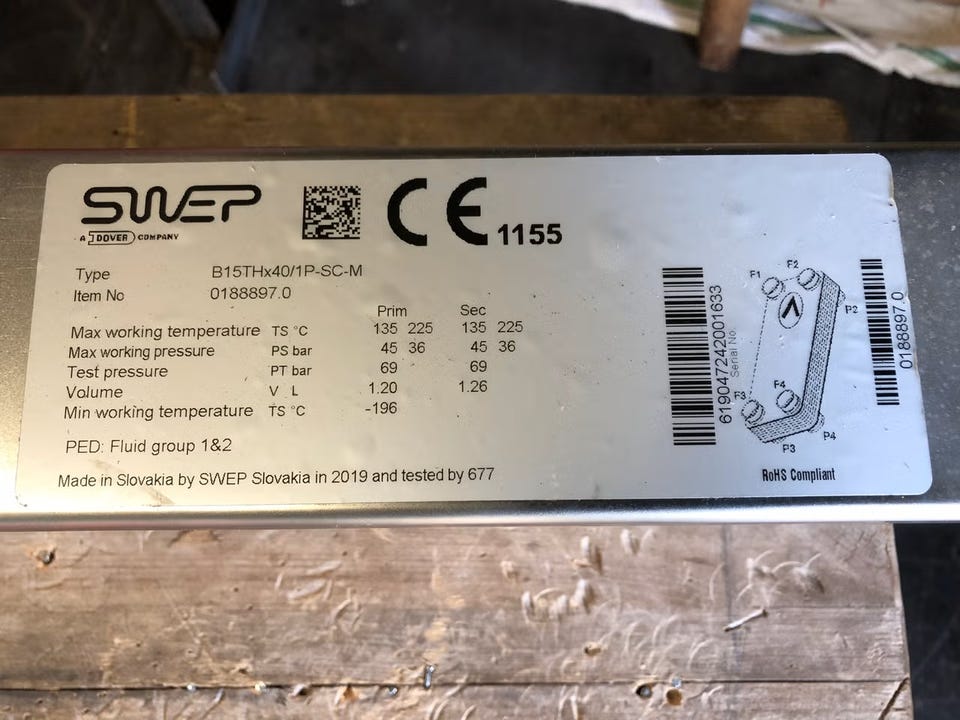 SWEP
A DOVER COMPANY
CE 1155
Type B15THx40/1P-SC-M
Item No 0188897.0
Prim Sec
Max working temperature TS °C 135 225 135 225
Max working pressure PS bar 45 36 45 36
Test pressure PT bar 69 69
Volume V L 1.20 1.26
Min working temperature TS °C -196
PED: Fluid group 1&2
Made in Slovakia by SWEP Slovakia in 2019 and tested by 677
619047242001633
Serial No.
F1
F2
P2
F3
F4
P3
P4
0188897.0
RoHS Compliant